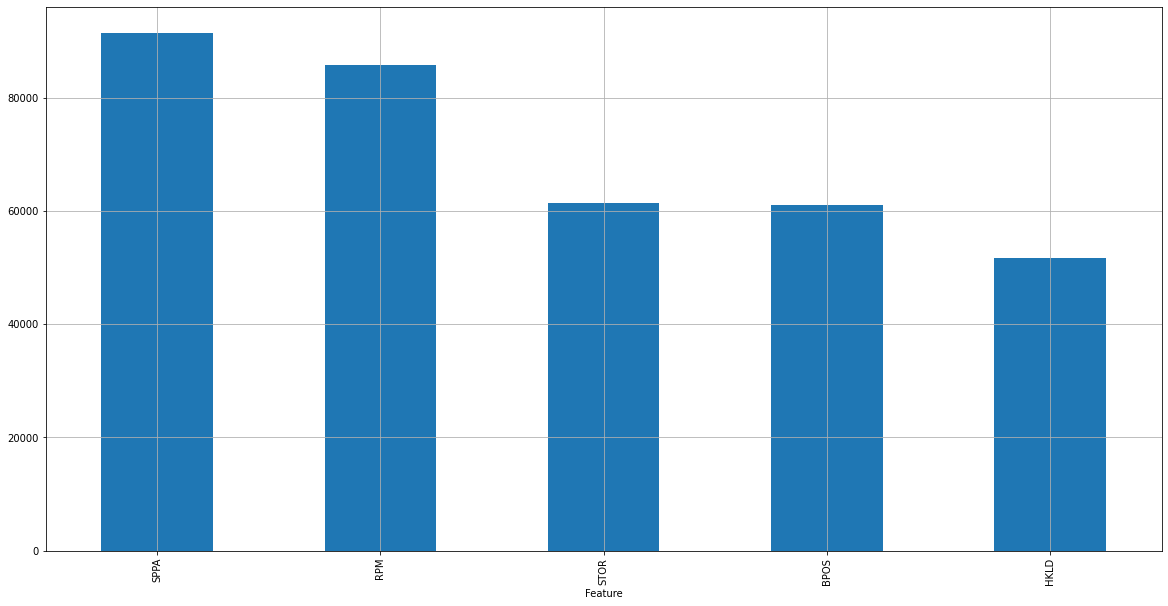 80000
60000
40000
20000
0
SPPA
RPM
STOR
BPOS
HKLD
Feature